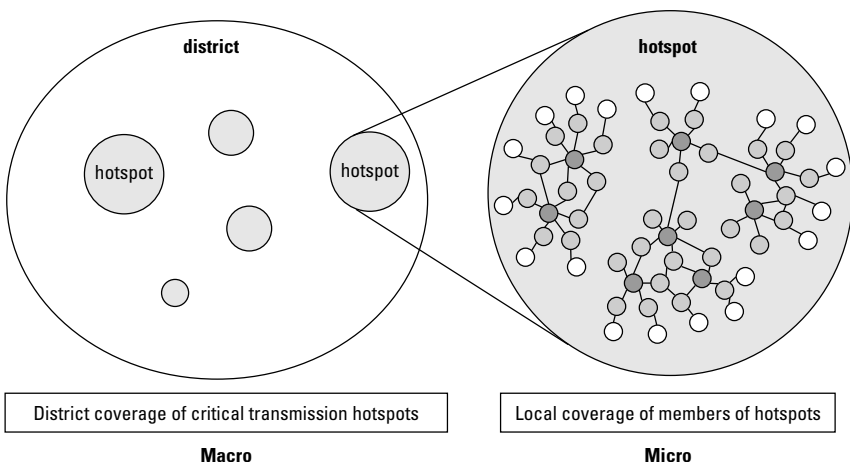 district
hotspot
hotspot
hotspot
District coverage of critical transmission hotspots
Local coverage of members of hotspots
Macro
Micro